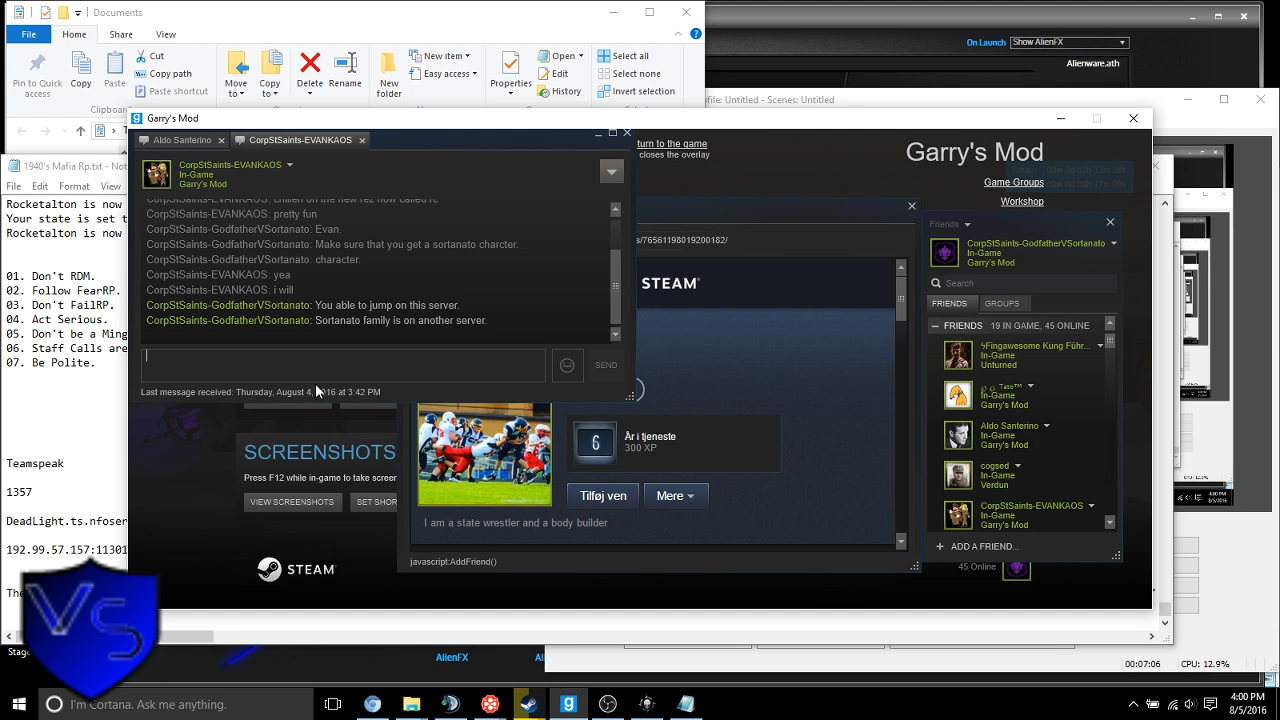 Documents
File
Home
Share
View
Pin to Quick access
Copy
Paste
Cut
Copy path
Paste shortcut
Move to
Copy to
Delete
Rename
New folder
New item
Easy access
Properties
Open
Edit
History
Select all
Select none
Invert selection
On Launch
Show AlienFX
Alienware.ath
ofile: Untitled - Scenes: Untitled
Garry's Mod
Aldo Santerino
CorpStSaints-EVANKAOS
CorpStSaints-EVANKAOS
In-Game
Garry's Mod
CorpStSaints-EVANKAOS: pretty fun
CorpStSaints-GodfatherVSortanato: Evan.
CorpStSaints-GodfatherVSortanato: Make sure that you get a sortanato charcter.
CorpStSaints-GodfatherVSortanato: character.
CorpStSaints-EVANKAOS: yea
CorpStSaints-EVANKAOS: i will
CorpStSaints-GodfatherVSortanato: You able to jump on this server.
CorpStSaints-GodfatherVSortanato: Sortanato family is on another server.
SEND
Last message received: Thursday, August 4, 2016 at 3:42 PM
1940's Mafia Rp.txt - Not
File
Edit
Format
View
Rocketalton is now
Your state is set t
Rocketalton is now
01. Don't RDM.
02. Follow FearRP.
03. Don't FailRP.
04. Act Serious.
05. Don't be a Ming
06. Staff Calls are
07. Be Polite.
Teamspeak
1357
DeadLight.ts.nfoserv
192.99.57.157:11301
The
VS
turn to the game
closes the overlay
Garry's Mod
Game Groups
Workshop
s/76561198019200182/
STEAM®
6
År i tjeneste
300 XP
Tilføj ven
Mere
I am a state wrestler and a body builder
javascript:AddFriend()
SCREENSHOTS
Press F12 while in-game to take screen
VIEW SCREENSHOTS
SET SHOR
STEAM
Friends
CorpStSaints-GodfatherVSortanato
In-Game
Garry's Mod
Search
FRIENDS
GROUPS
FRIENDS 19 IN GAME, 45 ONLINE
ϟFingawesome Kung Führ...
In-Game
Unturned
In-Game
Garry's Mod
Aldo Santerino
In-Game
Garry's Mod
cogsed
In-Game
Verdun
CorpStSaints-EVANKAOS
In-Game
Garry's Mod
+ ADD A FRIEND...
45 Online
AlienFX
00:07:06
CPU: 12.9%
I'm Cortana. Ask me anything.
4:00 PM
8/5/2016